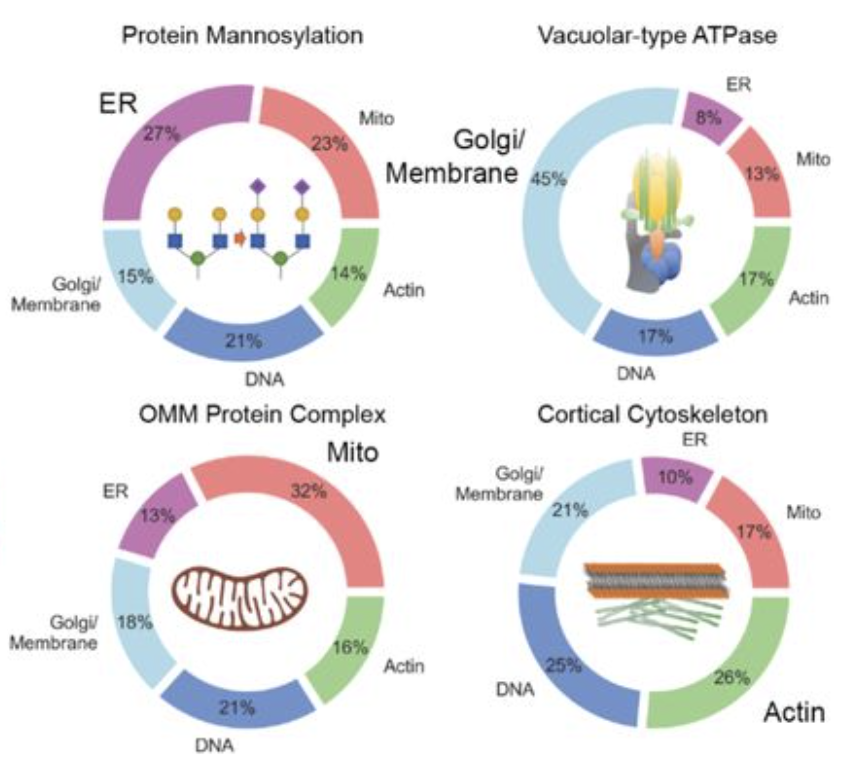 Protein Mannosylation
ER
27%
Mito
23%
Golgi/
Membrane
15%
14%
Actin
21%
DNA
Vacuolar-type ATPase
ER
8%
Golgi/
Membrane
45%
Mito
13%
17%
Actin
17%
DNA
OMM Protein Complex
Mito
32%
ER
13%
Golgi/
Membrane
18%
16%
Actin
21%
DNA
Cortical Cytoskeleton
ER
10%
Golgi/
Membrane
21%
Mito
17%
25%
DNA
26%
Actin